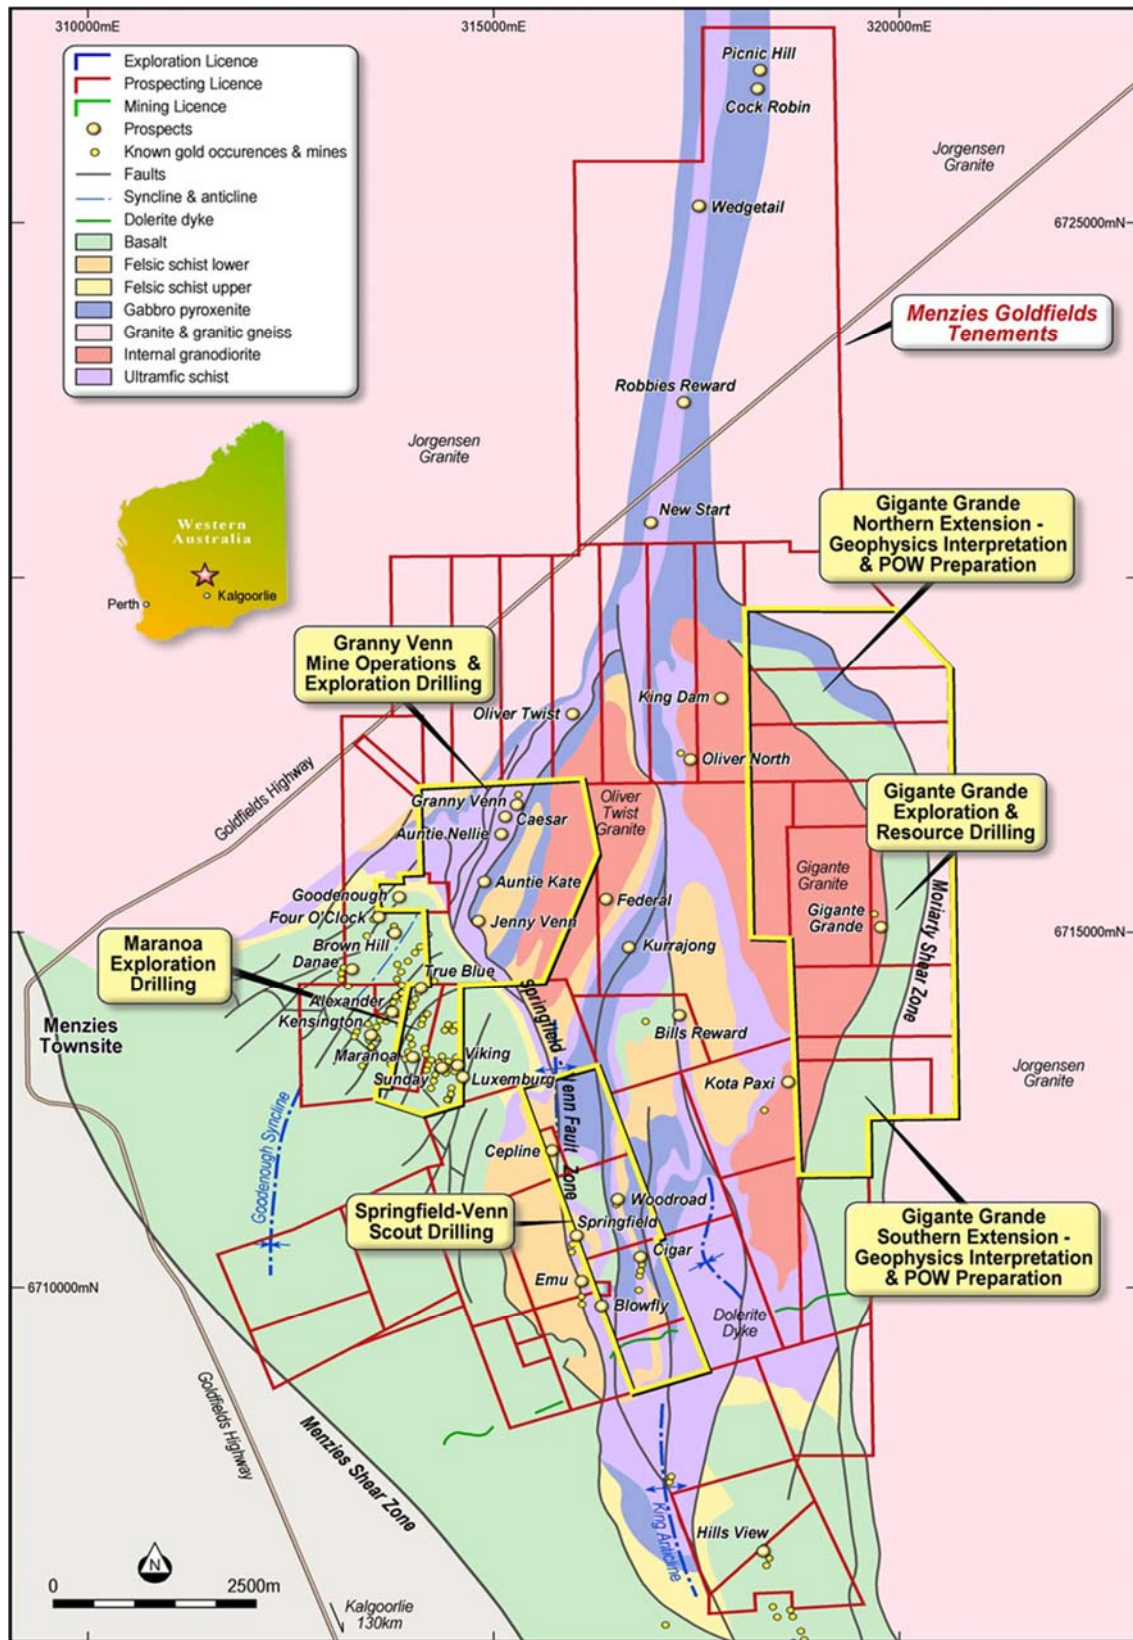 310000mE
315000mE
320000mE
Exploration Licence
Prospecting Licence
Mining Licence
Prospects
Known gold occurences & mines
Faults
Syncline & anticline
Dolerite dyke
Basalt
Felsic schist lower
Felsic schist upper
Gabbro pyroxenite
Granite & granitic gneiss
Internal granodiorite
Ultramfic schist
Picnic Hill
Cock Robin
Jorgensen
Granite
Wedgetail
6725000mN
Menzies Goldfields
Tenements
Robbies Reward
Jorgensen
Granite
Western
Australia
Perth
Kalgoorlie
New Start
Gigante Grande
Northern Extension -
Geophysics Interpretation
& POW Preparation
Granny Venn
Mine Operations &
Exploration Drilling
King Dam
Oliver Twist
Oliver North
Goldfields Highway
Granny Venn
Caesar
Auntie Nellie
Oliver
Twist
Granite
Gigante Grande
Exploration &
Resource Drilling
Auntie Kate
Gigante
Granite
Goodenough
Federal
Four O'Clock
Jenny Venn
Gigante
Grande
Moriarty Shear Zone
6715000mN
Brown Hill
Kurrajong
Maranoa
Exploration
Drilling
Danae
True Blue
Alexander
Kensington
Springfield - Venn Fault Zone
Bills Reward
Menzies
Townsite
Maranoa
Viking
Sunday
Luxemburg
Kota Paxi
Jorgensen
Granite
Goodenough Syncline
Cepline
Springfield-Venn
Scout Drilling
Woodroad
Springfield
Cigar
Gigante Grande
Southern Extension -
Geophysics Interpretation
& POW Preparation
6710000mN
Emu
Blowfly
Dolerite
Dyke
Goldfields Highway
Menzies Shear Zone
King Anticline
Hills View
N
0
2500m
Kalgoorlie
130km